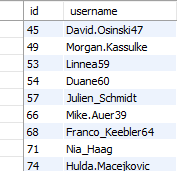 id username
45 David.Osinski47
49 Morgan.Kassulke
53 Linnea59
54 Duane60
57 Julien_Schmidt
66 Mike.Auer39
68 Franco_Keebler64
71 Nia_Haag
74 Hulda.Macejkovic